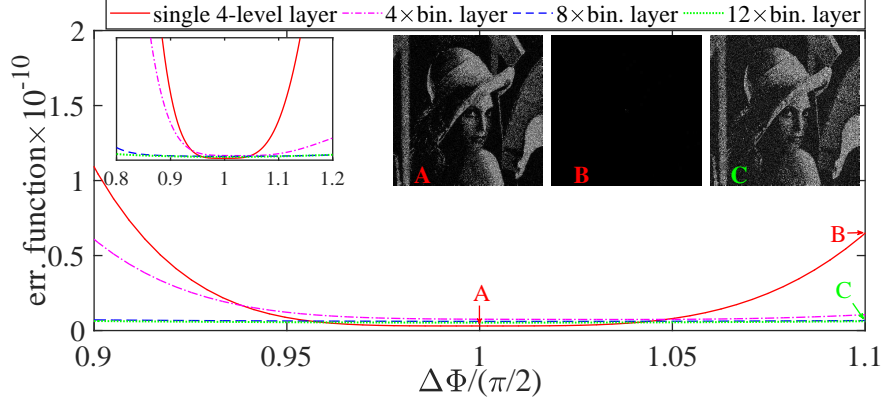 single 4-level layer 4×bin. layer 8×bin. layer 12×bin. layer
err. function×10-10
2
1.5
1
0.5
0
0.8 0.9 1 1.1 1.2
A B C
B
A
C
0.9 0.95 1 1.05 1.1
ΔΦ/(π/2)